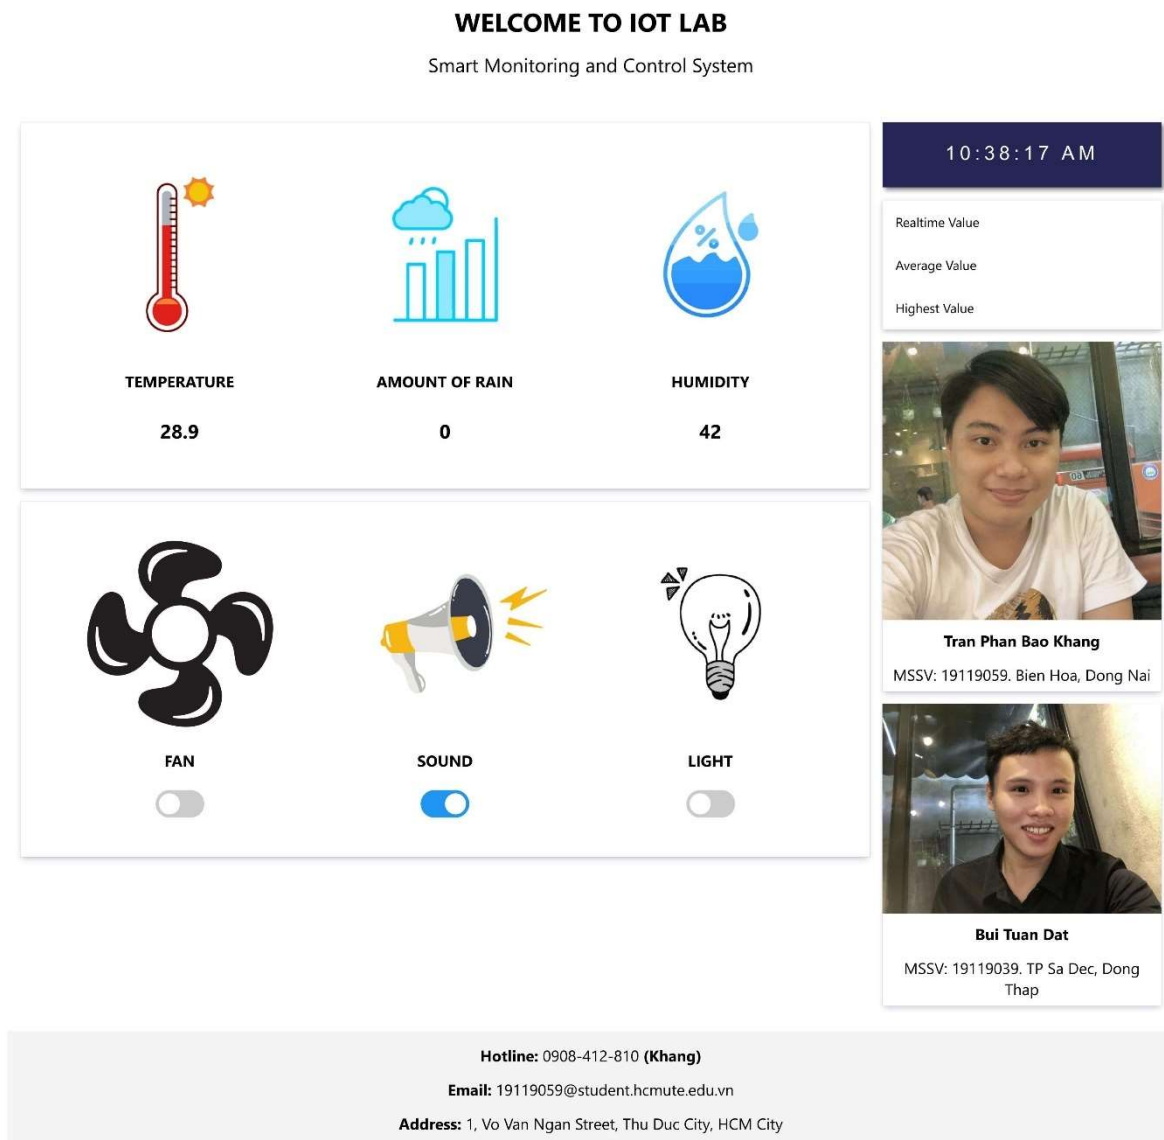 WELCOME TO IOT LAB
Smart Monitoring and Control System
TEMPERATURE
28.9
AMOUNT OF RAIN
0
HUMIDITY
42
FAN
SOUND
LIGHT
10:38:17 AM
Realtime Value
Average Value
Highest Value
Tran Phan Bao Khang
MSSV: 19119059. Bien Hoa, Dong Nai
Bui Tuan Dat
MSSV: 19119039. TP Sa Dec, Dong
Thap
Hotline: 0908-412-810 (Khang)
Email: 19119059@student.hcmute.edu.vn
Address: 1, Vo Van Ngan Street, Thu Duc City, HCM City